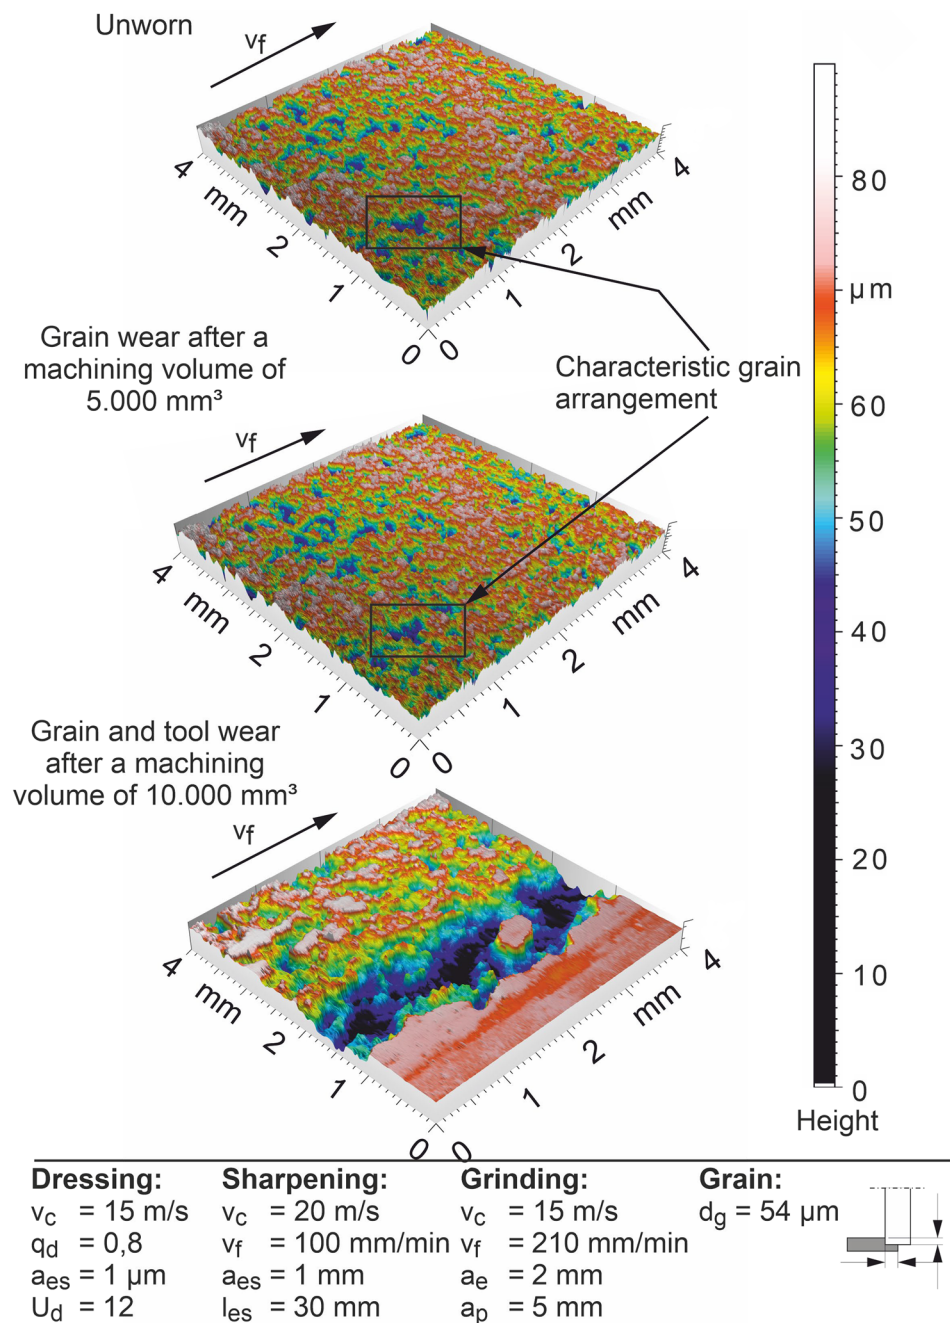 Unworn
vf
4
mm
2
1
0
0
1
2
mm
4
Grain wear after a
machining volume of
5.000 mm³
Characteristic grain
arrangement
vf
4
mm
2
1
0
0
1
2
mm
4
Grain and tool wear
after a machining
volume of 10.000 mm³
vf
4
mm
2
1
0
0
1
2
mm
4
80
µm
60
50
40
30
20
10
0
Height
Dressing:
vc = 15 m/s
qd = 0,8
aes = 1 µm
Ud = 12
Sharpening:
vc = 20 m/s
vf = 100 mm/min
aes = 1 mm
les = 30 mm
Grinding:
vc = 15 m/s
vf = 210 mm/min
ae = 2 mm
ap = 5 mm
Grain:
dg = 54 µm